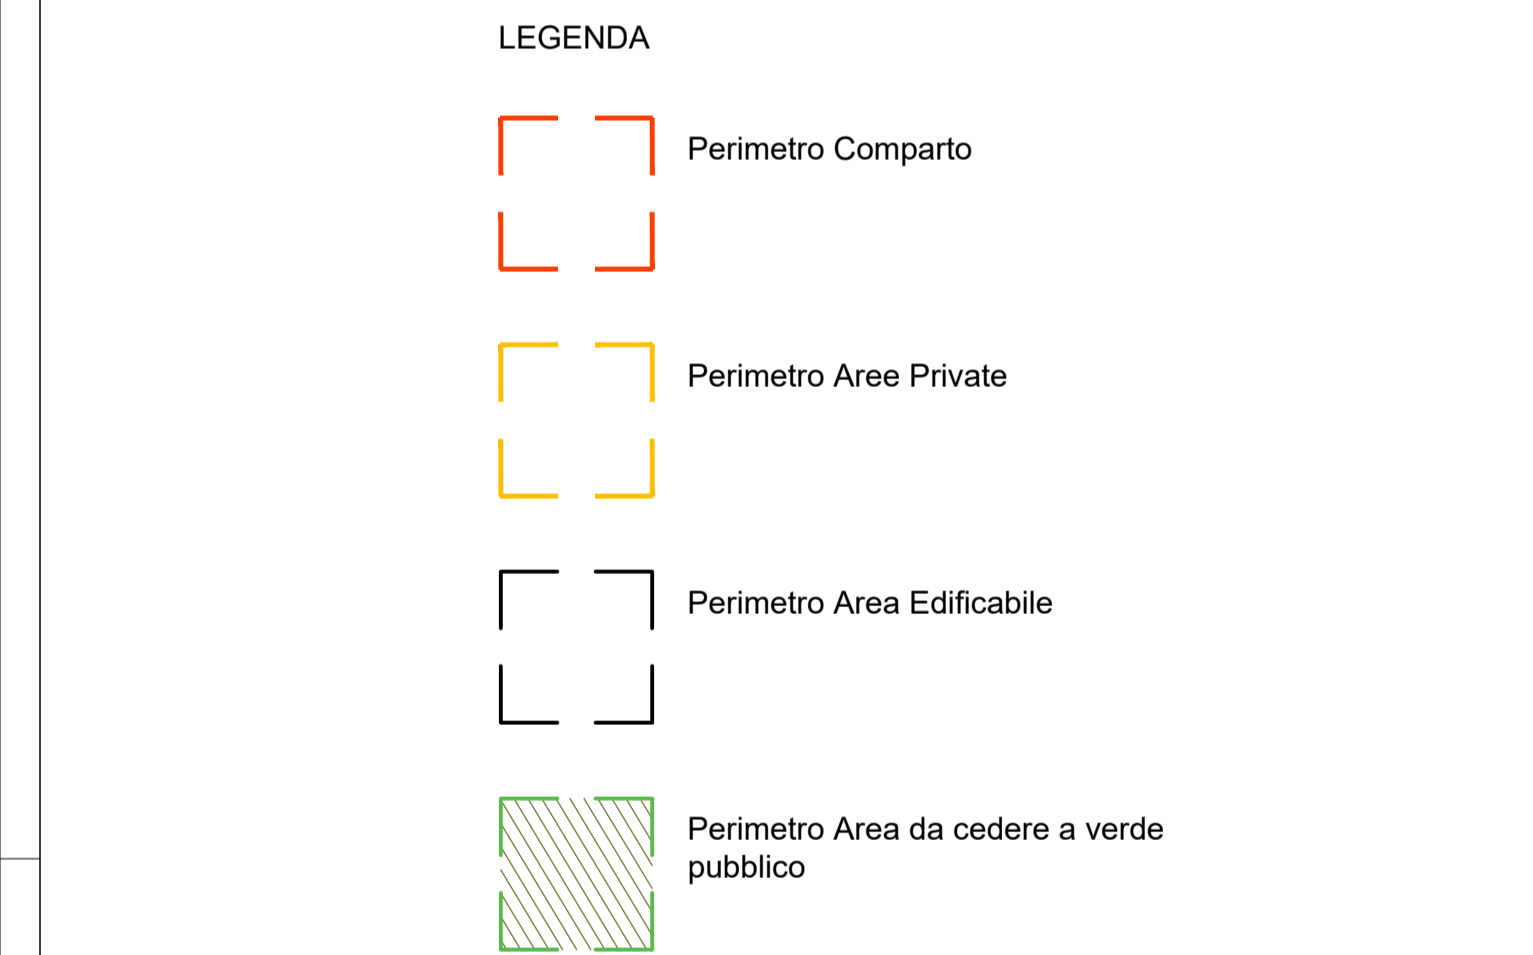 LEGENDA
Perimetro Comparto
Perimetro Aree Private
Perimetro Area Edificabile
Perimetro Area da cedere a verde
pubblico